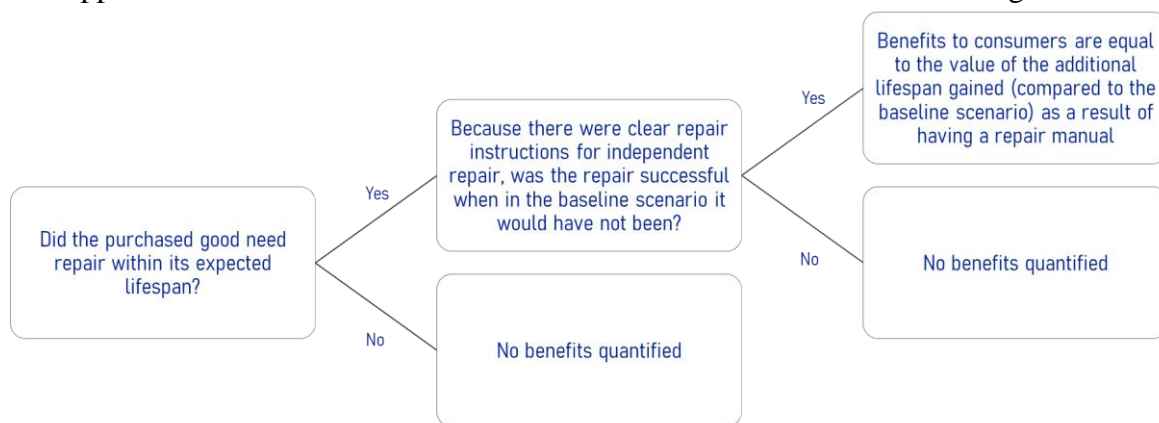 Did the purchased good need
repair within its expected
lifespan?
Yes
No
Because there were clear repair
instructions for independent
repair, was the repair successful
when in the baseline scenario it
would have not been?
No benefits quantified
Yes
No
Benefits to consumers are equal
to the value of the additional
lifespan gained (compared to the
baseline scenario) as a result of
having a repair manual
No benefits quantified